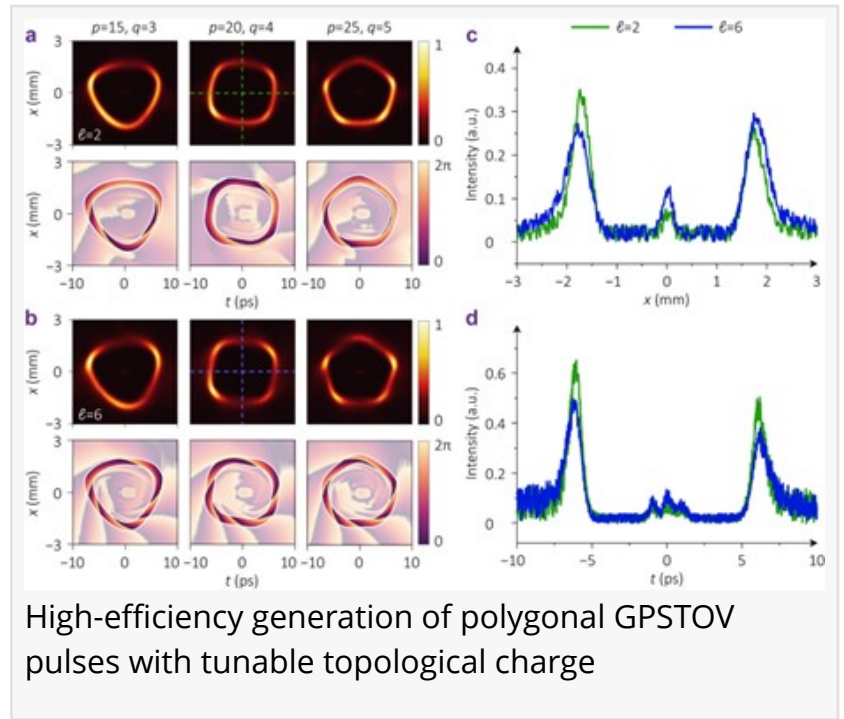 a
p=15, q=3 p=20, q=4 p=25, q=5
3
x (mm)
0
−3
ℓ=2
1
0
3
x (mm)
0
−3
2π
0
−10 0 10 −10 0 10 −10 0 10
t (ps)
b
3
x (mm)
0
−3
ℓ=6
1
0
3
x (mm)
0
−3
2π
0
−10 0 10 −10 0 10 −10 0 10
t (ps)
c
ℓ=2 ℓ=6
Intensity (a.u.)
0.4
0.3
0.2
0.1
0
−3 −2 −1 0 1 2 3
x (mm)
d
Intensity (a.u.)
0.6
0.4
0.2
0
−10 −5 0 5 10
t (ps)
High-efficiency generation of polygonal GPSTOV
pulses with tunable topological charge